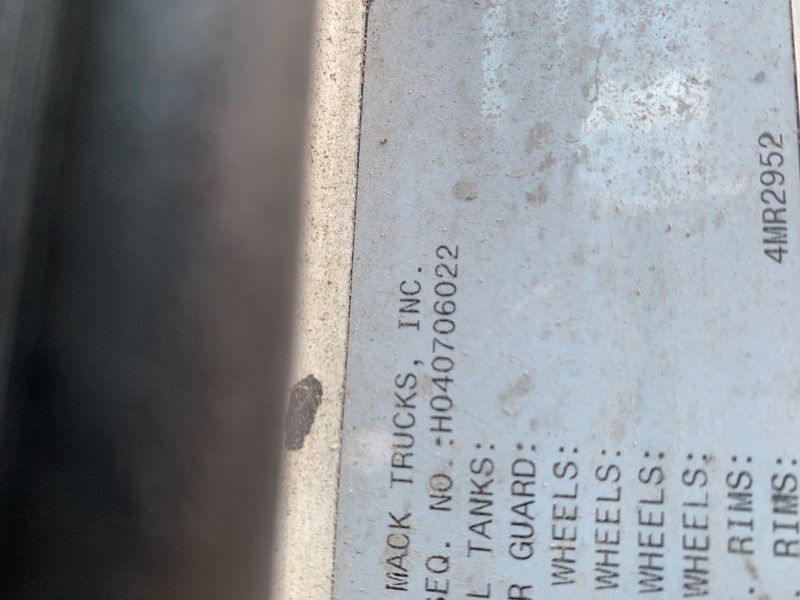 MACK TRUCKS, INC.
SEQ. NO.:H040706022
L TANKS:
R GUARD:
WHEELS:
WHEELS:
WHEELS:
WHEELS:
. RIMS:
. RIMS:
4MR2952